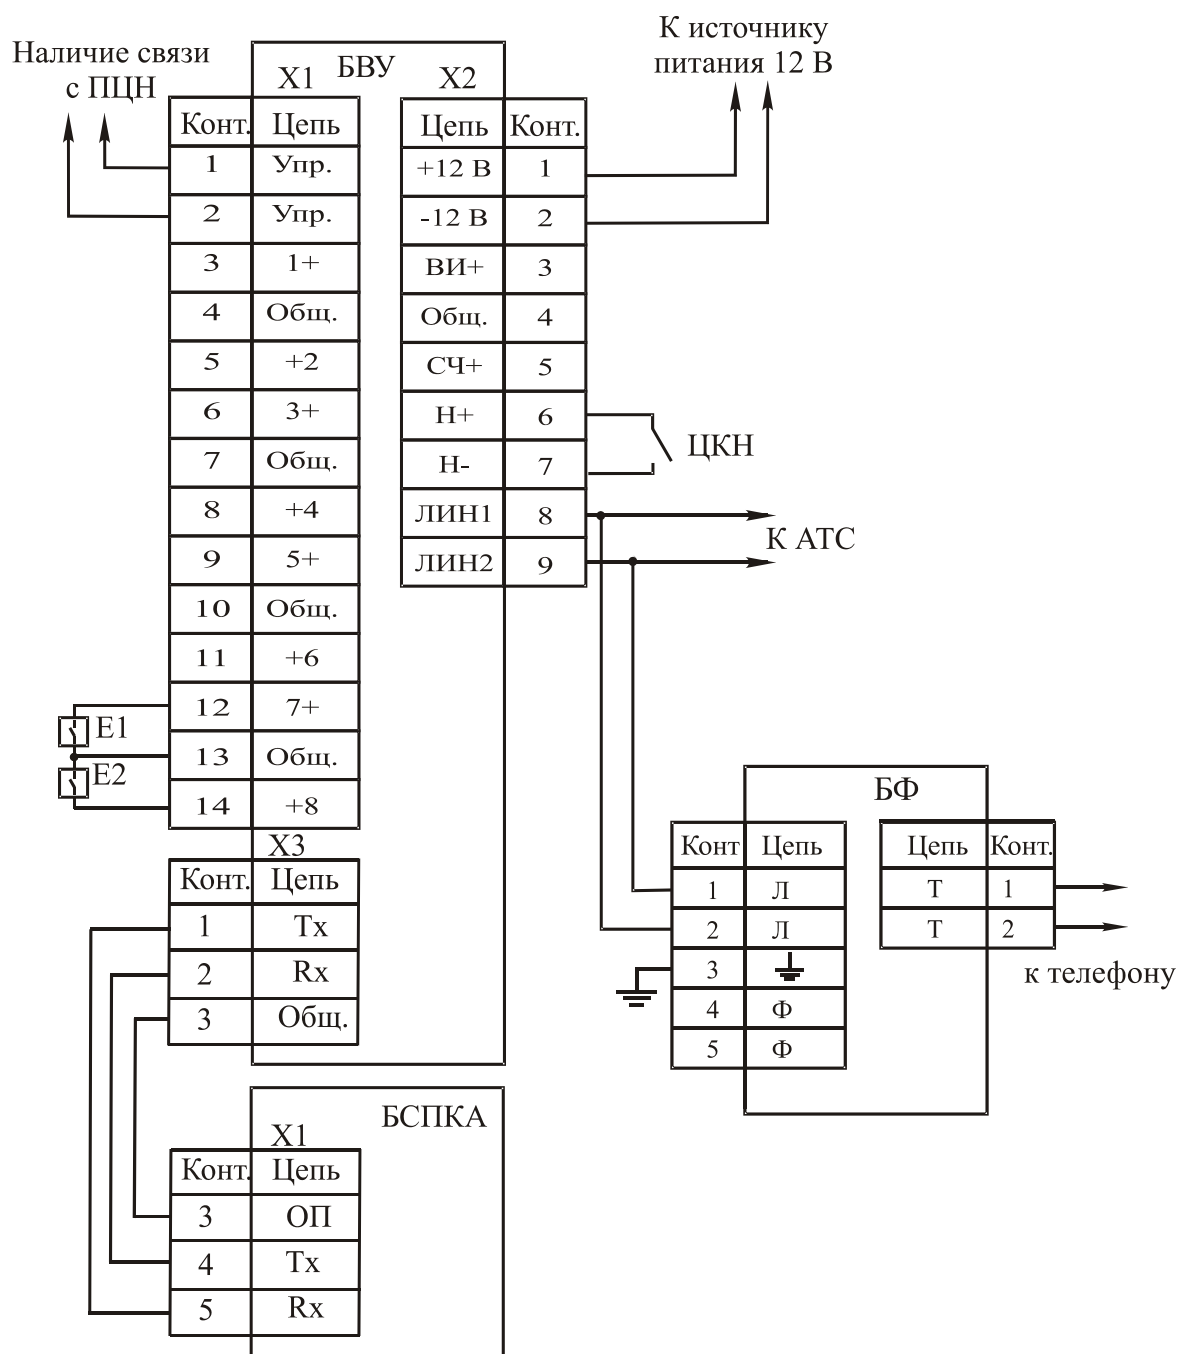 Наличие связи
с ПЦН
К источнику
питания 12 В
БВУ
X1
Конт. Цепь
1 Упр.
2 Упр.
3 1+
4 Общ.
5 +2
6 3+
7 Общ.
8 +4
9 5+
10 Общ.
11 +6
12 7+
13 Общ.
14 +8
X2
Цепь Конт.
+12 В 1
-12 В 2
ВИ+ 3
Общ. 4
СЧ+ 5
Н+ 6
Н- 7
ЛИН1 8
ЛИН2 9
ЦКН
К АТС
E1
E2
X3
Конт. Цепь
1 Tx
2 Rx
3 Общ.
БФ
Конт Цепь
1 Л
2 Л
3
4 Ф
5 Ф
Цепь Конт.
Т 1
Т 2
к телефону
БСПКА
X1
Конт. Цепь
3 ОП
4 Tx
5 Rx